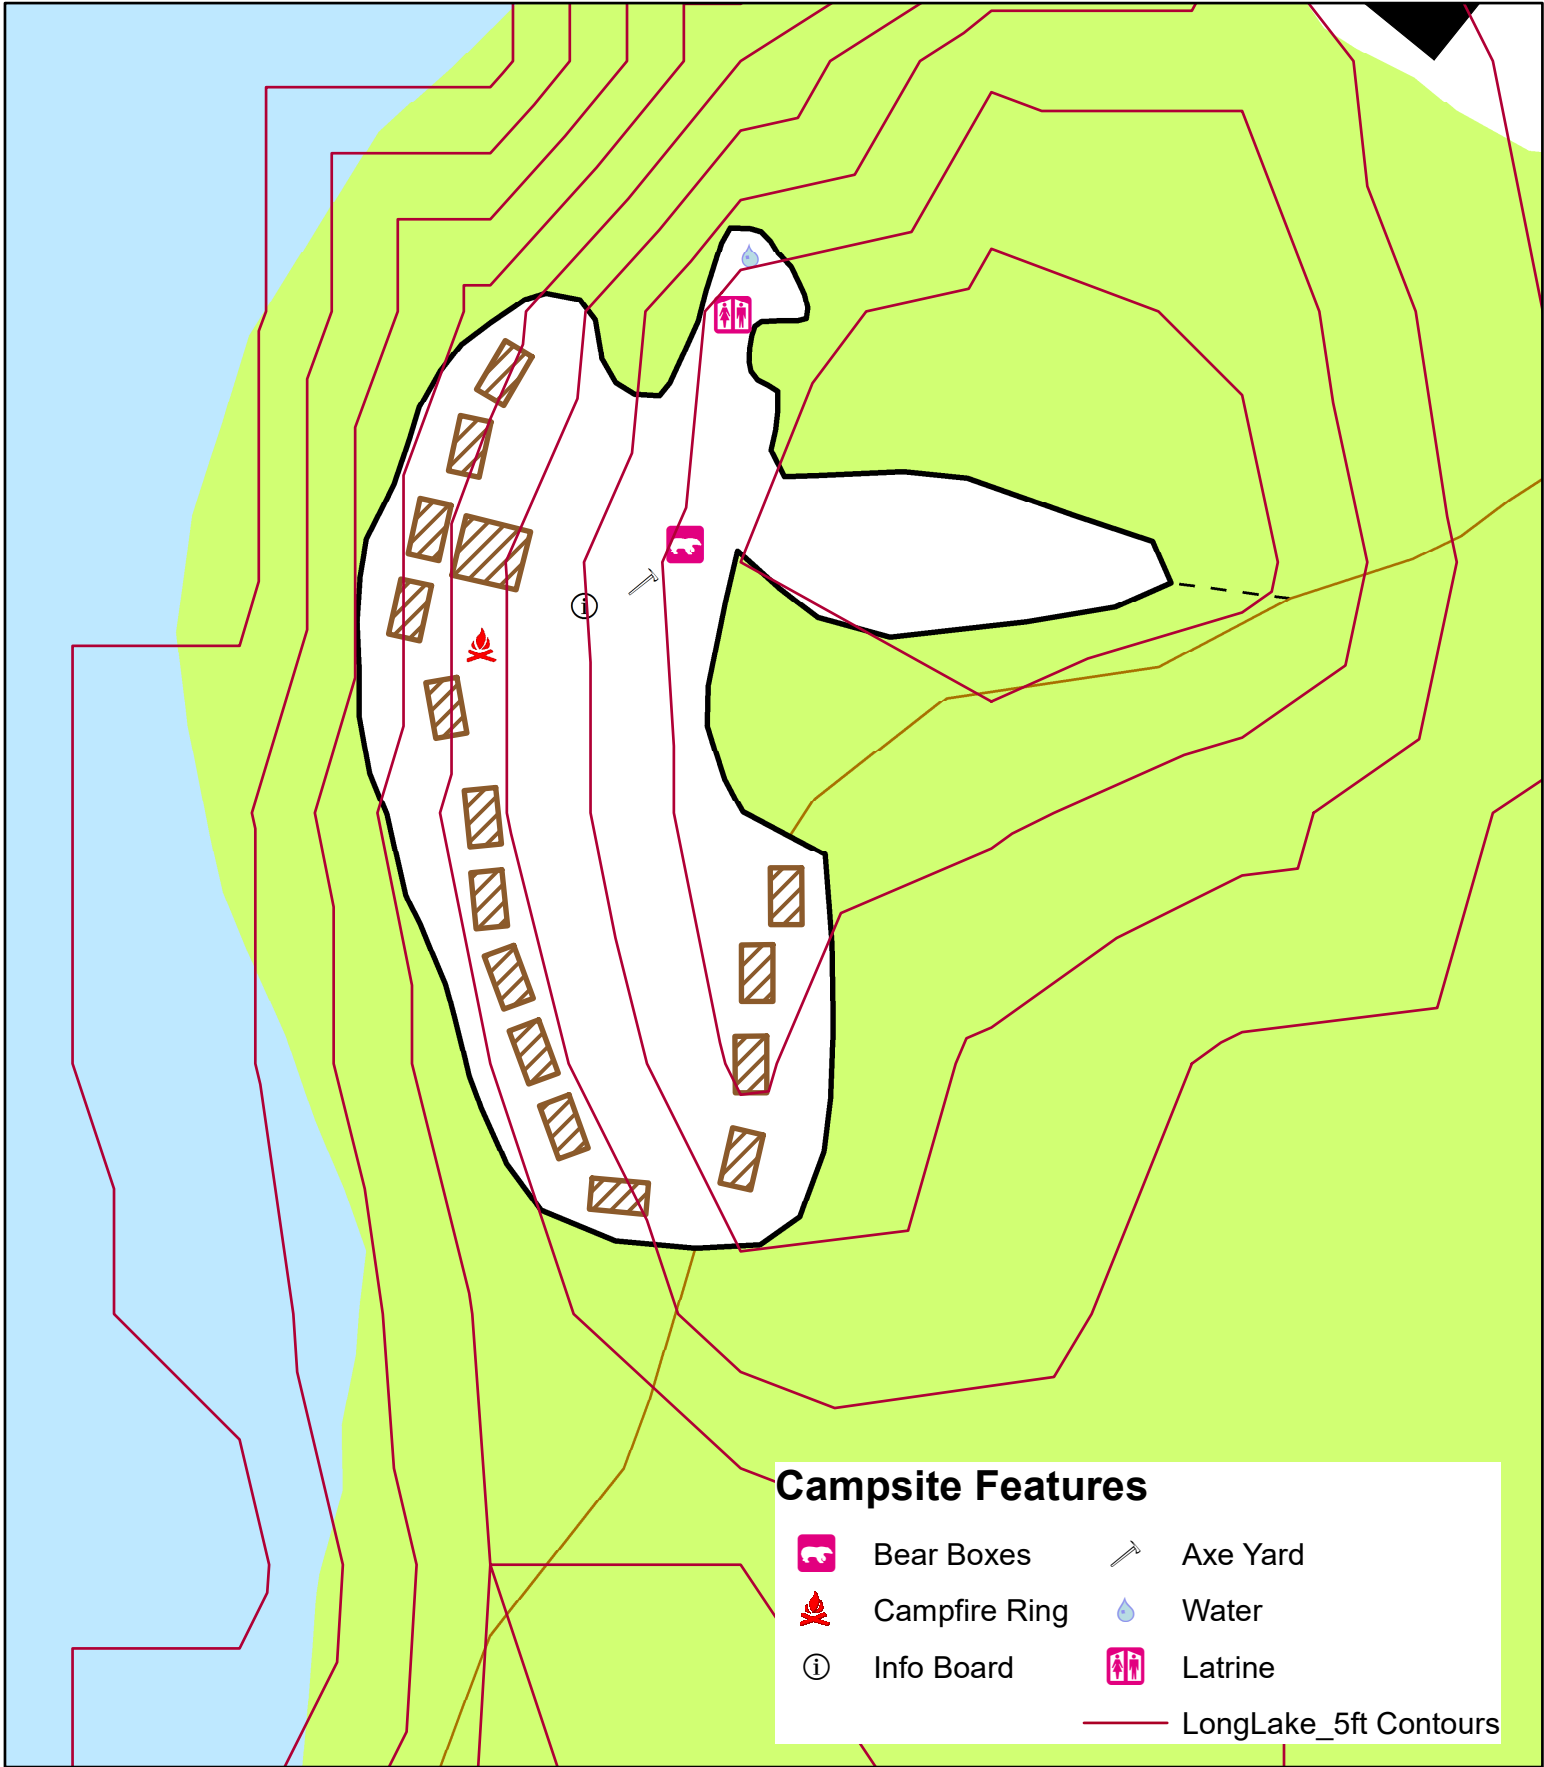 Campsite Features
Bear Boxes
Axe Yard
Campfire Ring
Water
Info Board
Latrine
LongLake_5ft Contours